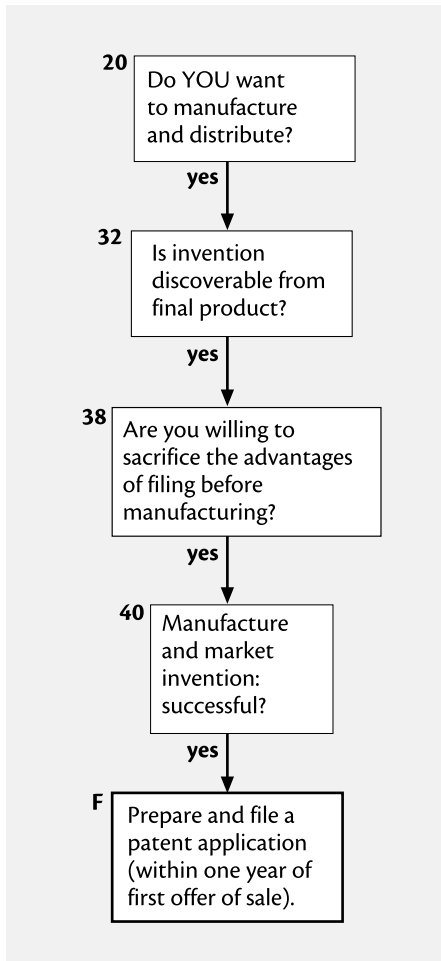 20
Do YOU want
to manufacture
and distribute?
yes
32
Is invention
discoverable from
final product?
yes
38
Are you willing to
sacrifice the advantages
of filing before
manufacturing?
yes
40
Manufacture
and market
invention:
successful?
yes
F
Prepare and file a
patent application
(within one year of
first offer of sale).